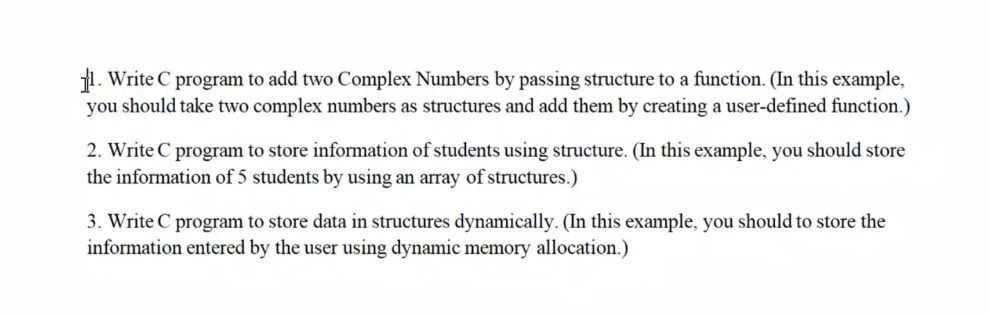 1. Write C program to add two Complex Numbers by passing structure to a function. (In this example,
you should take two complex numbers as structures and add them by creating a user-defined function.)
2. Write C program to store information of students using structure. (In this example, you should store
the information of 5 students by using an array of structures.)
3. Write C program to store data in structures dynamically. (In this example, you should to store the
information entered by the user using dynamic memory allocation.)